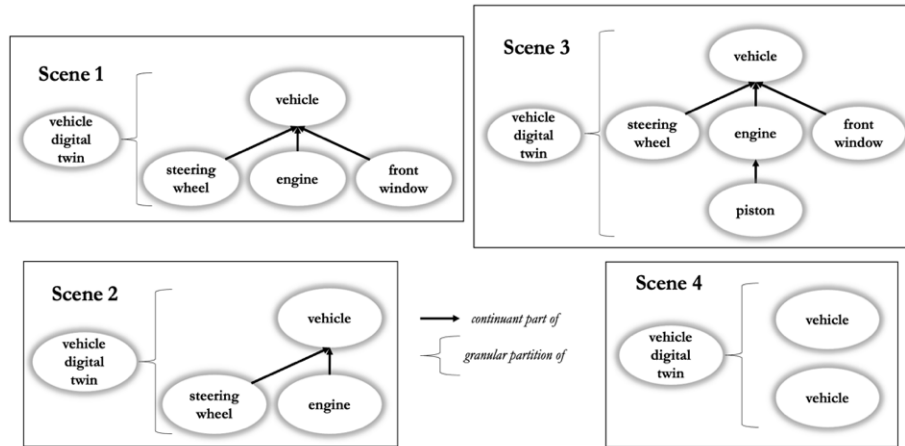 Scene 1
vehicle
digital
twin
vehicle
steering
wheel
engine
front
window
Scene 3
vehicle
digital
twin
vehicle
steering
wheel
engine
front
window
piston
Scene 2
vehicle
digital
twin
vehicle
steering
wheel
engine
continuant part of
granular partition of
Scene 4
vehicle
digital
twin
vehicle
vehicle